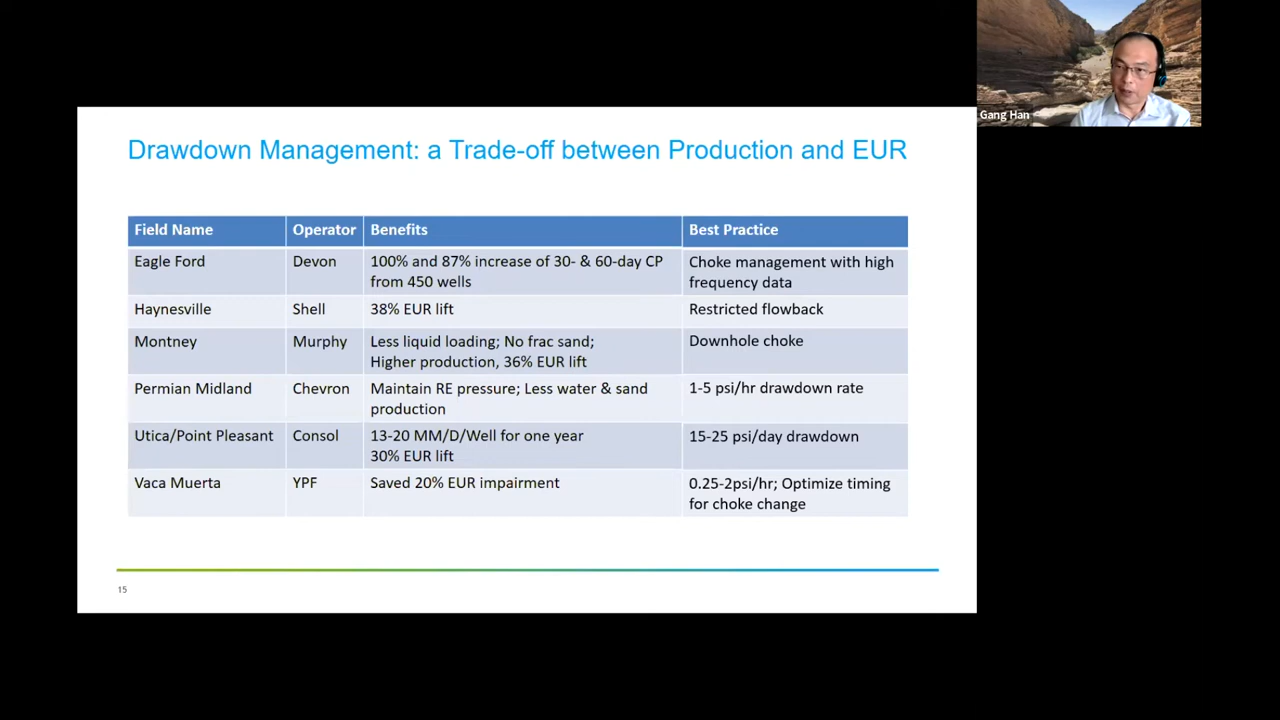 Gang Han
Drawdown Management: a Trade-off between Production and EUR
Field Name Operator Benefits Best Practice
Eagle Ford Devon 100% and 87% increase of 30- & 60-day CP Choke management with high
from 450 wells frequency data
Haynesville Shell 38% EUR lift Restricted flowback
Montney Murphy Less liquid loading; No frac sand; Downhole choke
Higher production, 36% EUR lift
Permian Midland Chevron Maintain RE pressure; Less water & sand 1-5 psi/hr drawdown rate
production
Utica/Point Pleasant Consol 13-20 MM/D/Well for one year 15-25 psi/day drawdown
30% EUR lift
Vaca Muerta YPF Saved 20% EUR impairment 0.25-2psi/hr; Optimize timing
for choke change
15